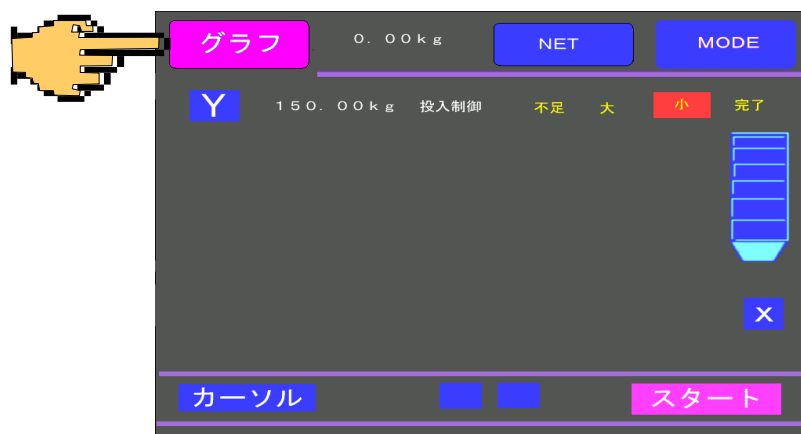 グラフ 0.00kg NET MODE
Y 150.00kg 投入制御 不足 大 小 完了
X
カーソル スタート